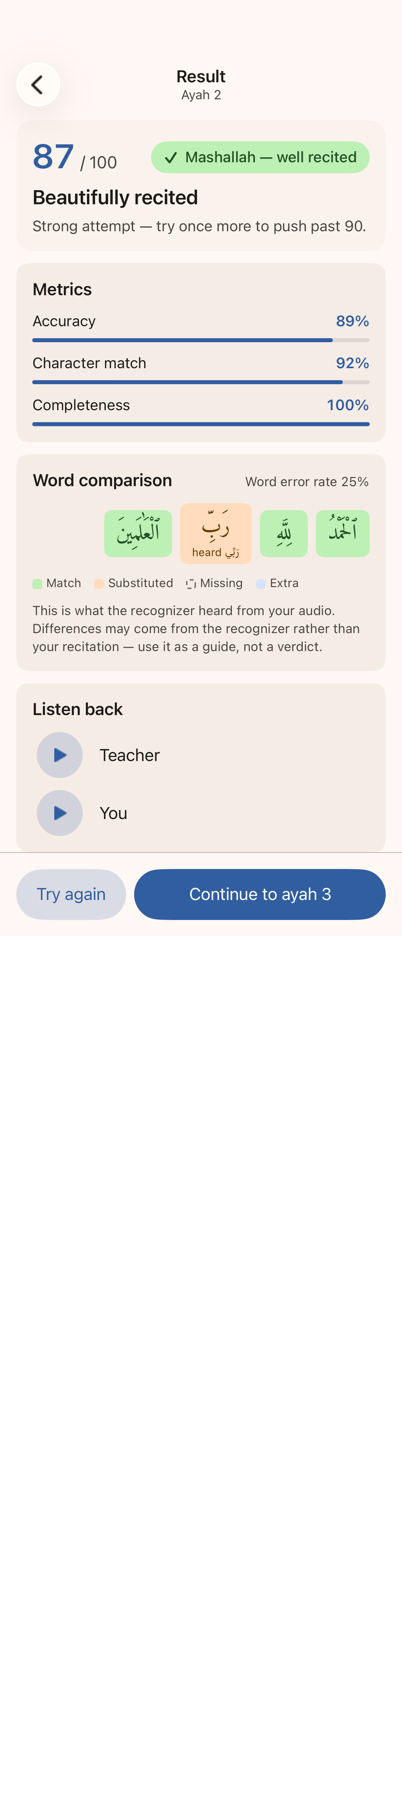 Result
Ayah 2
87 / 100
Mashallah — well recited
Beautifully recited
Strong attempt — try once more to push past 90.
Metrics
Accuracy 89%
Character match 92%
Completeness 100%
Word comparison Word error rate 25%
ٱلْحَمْدُ لِلَّهِ رَبِّ ٱلْعَٰلَمِينَ
heard رَبِّي
Match Substituted Missing Extra
This is what the recognizer heard from your audio.
Differences may come from the recognizer rather than
your recitation — use it as a guide, not a verdict.
Listen back
Teacher
You
Try again Continue to ayah 3